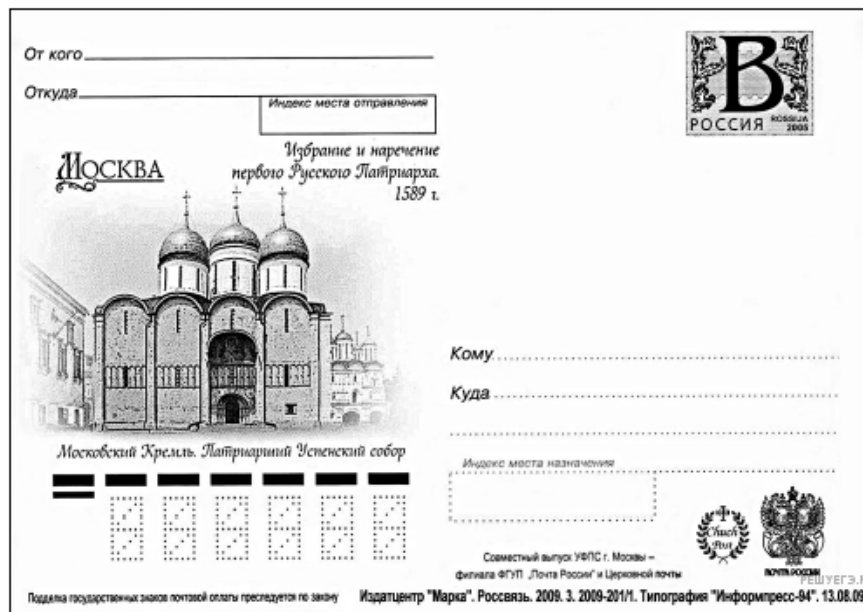 От кого
Откуда
Индекс места отправления
В
РОССИЯ
ROSSIJA
2005
МОСКВА
Избрание и наречение
первого Русского Патриарха.
1589 г.
Московский Кремль. Патриарший Успенский собор
Кому
Куда
Индекс места назначения
Chuch
Post
ПОЧТА РОССИИ
Совместный выпуск УФПС г. Москвы –
филиала ФГУП „Почта России" и Церковной почты
РЕШУЕГЭ.
Подделка государственных знаков почтовой оплаты преследуется по закону
Издатцентр "Марка". Россвязь. 2009. 3. 2009-201/1. Типография "Информпресс-94". 13.08.09